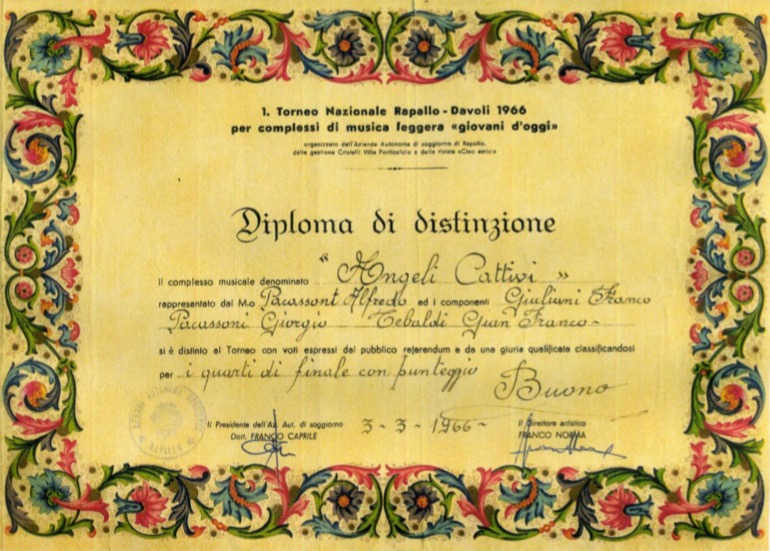 1. Torneo Nazionale Rapallo - Davoli 1966
per complessi di musica leggera «giovani d'oggi»
organizzato dall'Azienda Autonoma di soggiorno di Rapallo,
dalla gestione Villa Porticciolo e dalla rivista «Ciao amici»
Diploma di distinzione
Il complesso musicale denominato " Angeli Cattivi »
rappresentato dal M.o Pacassoni Alfredo ed i componenti Giuliani Franco
Pacassoni Giorgio Tebaldi Gian Franco -
si è distinto al Torneo con voti espressi dal pubblico referendum e da una giuria qualificata classificandosi
per i quarti di finale con punteggio Buono
Il Presidente dell'Az. Aut. di soggiorno
Dott. FRANCO CAPRILE
3-3-1966-
Il Direttore artistico
FRANCO NORMA
RAPALLO